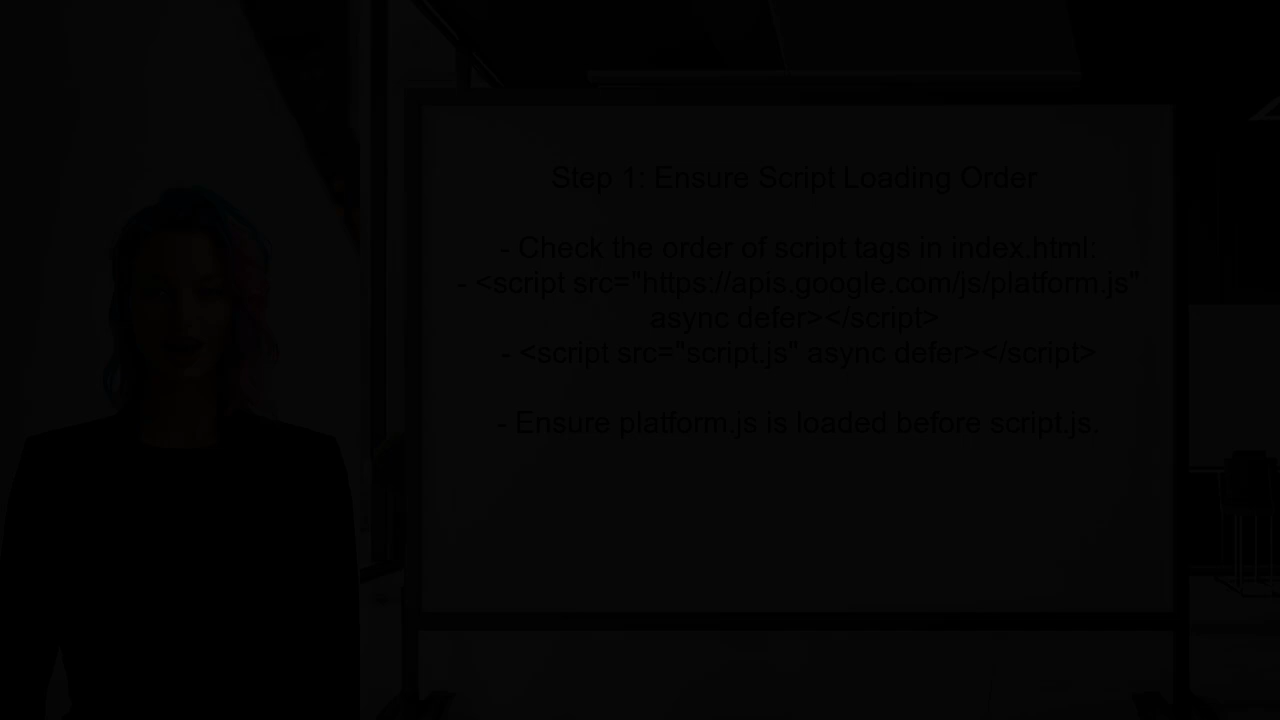 Step 1: Ensure Script Loading Order
- Check the order of script tags in index.html:
- <script src="https://apis.google.com/js/platform.js"
async defer></script>
- <script src="script.js" async defer></script>
- Ensure platform.js is loaded before script.js.